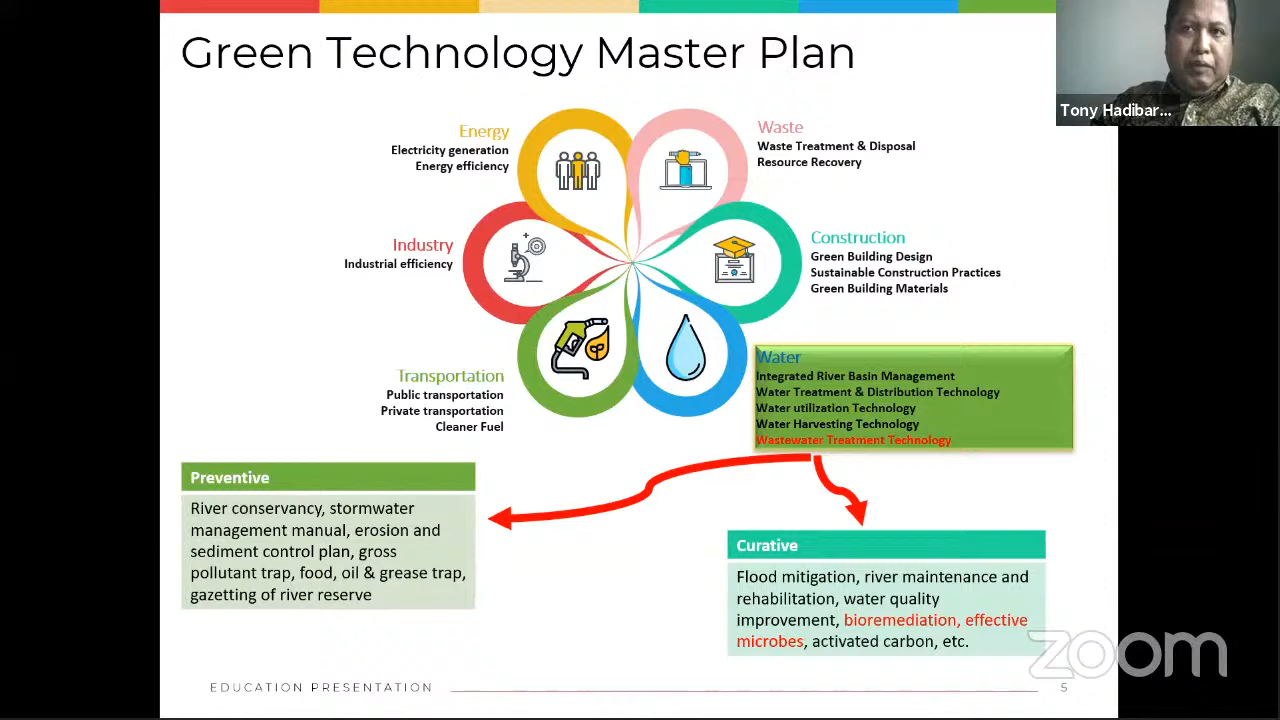 Green Technology Master Plan
Tony Hadibar...
Energy
Electricity generation
Energy efficiency
Waste
Waste Treatment & Disposal
Resource Recovery
Industry
Industrial efficiency
Construction
Green Building Design
Sustainable Construction Practices
Green Building Materials
Transportation
Public transportation
Private transportation
Cleaner Fuel
Water
Integrated River Basin Management
Water Treatment & Distribution Technology
Water utilization Technology
Water Harvesting Technology
Wastewater Treatment Technology
Preventive
River conservancy, stormwater
management manual, erosion and
sediment control plan, gross
pollutant trap, food, oil & grease trap,
gazetting of river reserve
Curative
Flood mitigation, river maintenance and
rehabilitation, water quality
improvement, bioremediation, effective
microbes, activated carbon, etc.
zoom
EDUCATION PRESENTATION
5